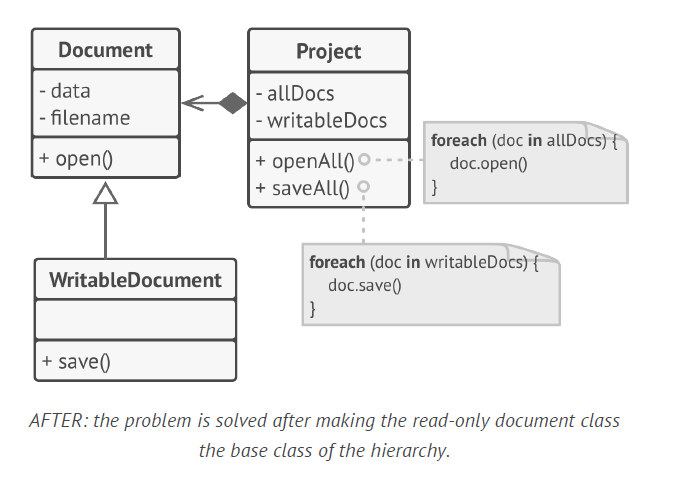 Document
- data
- filename
+ open()
Project
- allDocs
- writableDocs
+ openAll()
+ saveAll()
foreach (doc in allDocs) {
doc.open()
}
foreach (doc in writableDocs) {
doc.save()
}
WritableDocument
+ save()
AFTER: the problem is solved after making the read-only document class
the base class of the hierarchy.